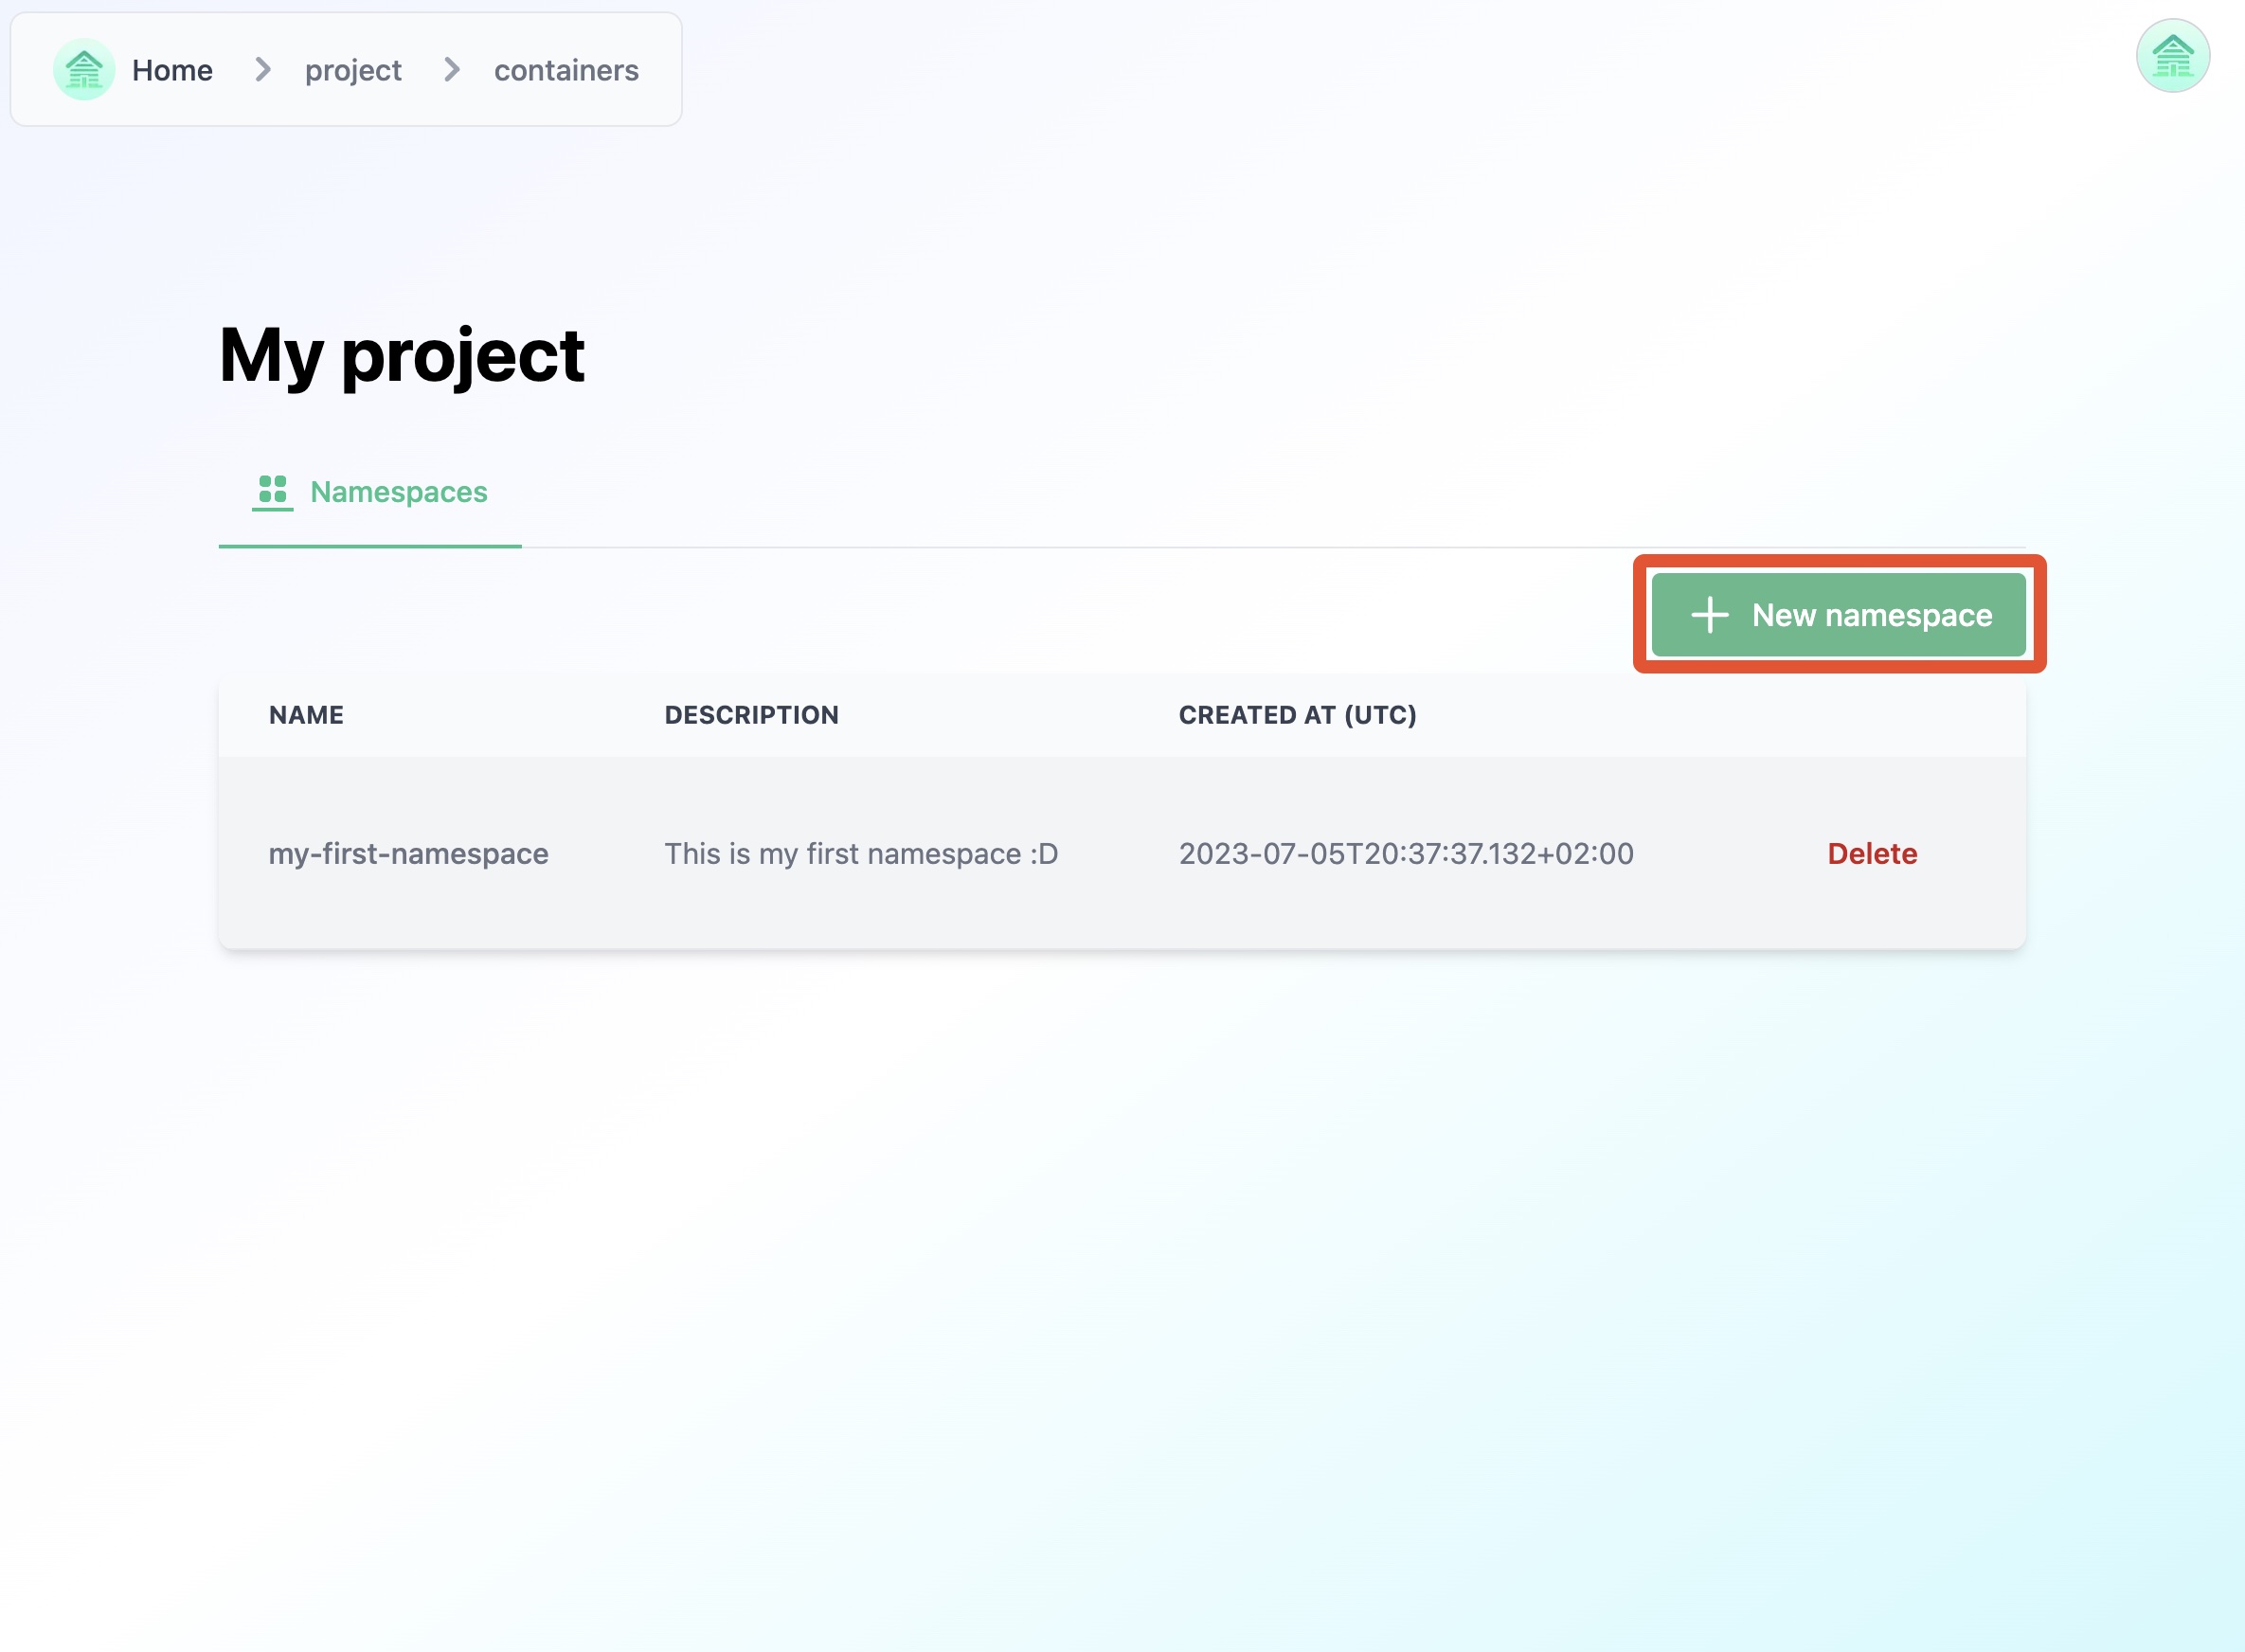 Home project containers
My project
Namespaces
New namespace
NAME DESCRIPTION CREATED AT (UTC)
my-first-namespace This is my first namespace :D 2023-07-05T20:37:37.132+02:00 Delete